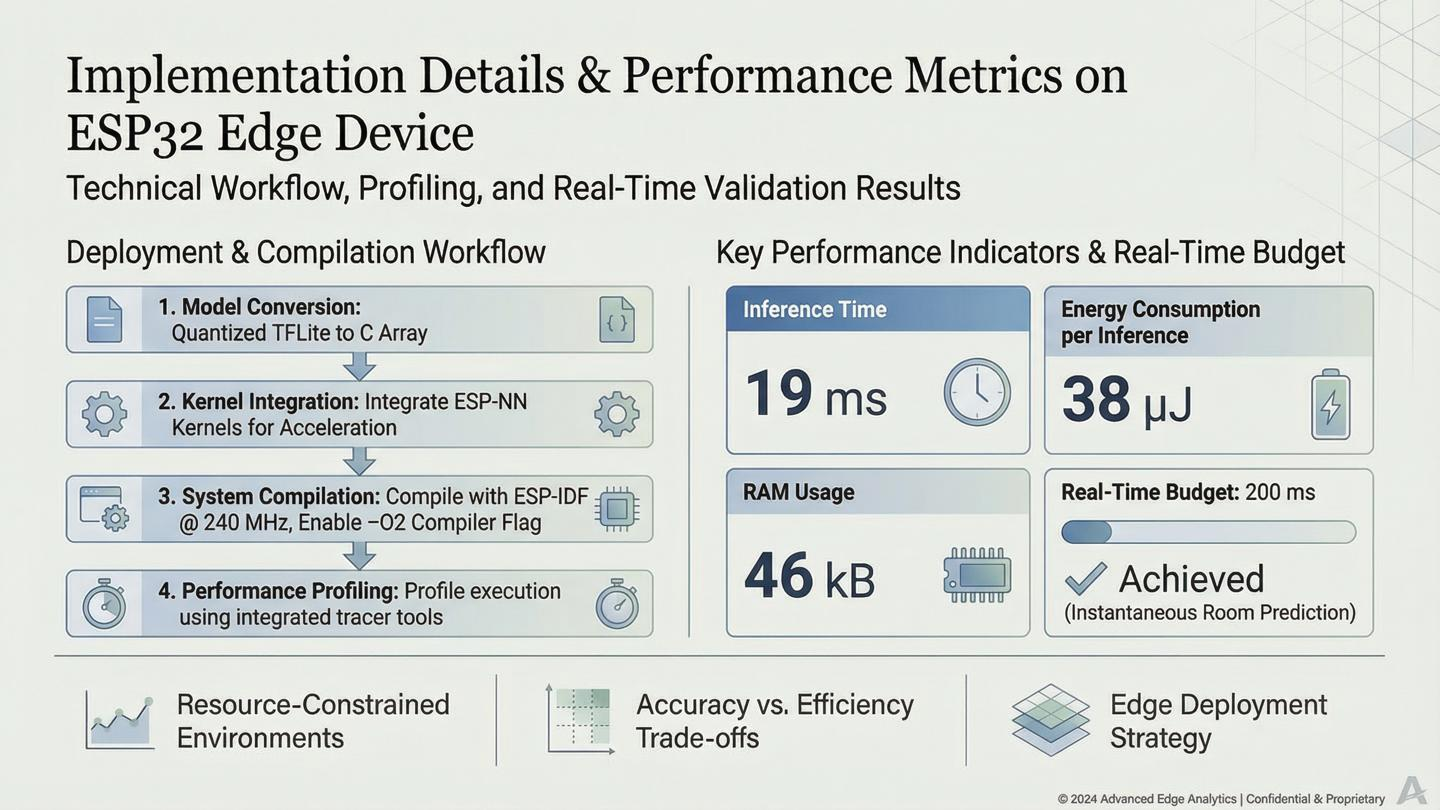 Implementation Details & Performance Metrics on
ESP32 Edge Device
Technical Workflow, Profiling, and Real-Time Validation Results
Deployment & Compilation Workflow
1. Model Conversion:
Quantized TFLite to C Array
{ }
2. Kernel Integration: Integrate ESP-NN
Kernels for Acceleration
3. System Compilation: Compile with ESP-IDF
@ 240 MHz, Enable –O2 Compiler Flag
4. Performance Profiling: Profile execution
using integrated tracer tools
Key Performance Indicators & Real-Time Budget
Inference Time
19 ms
Energy Consumption
per Inference
38 µJ
RAM Usage
46 kB
Real-Time Budget: 200 ms
Achieved
(Instantaneous Room Prediction)
Resource-Constrained
Environments
Accuracy vs. Efficiency
Trade-offs
Edge Deployment
Strategy
© 2024 Advanced Edge Analytics | Confidential & Proprietary